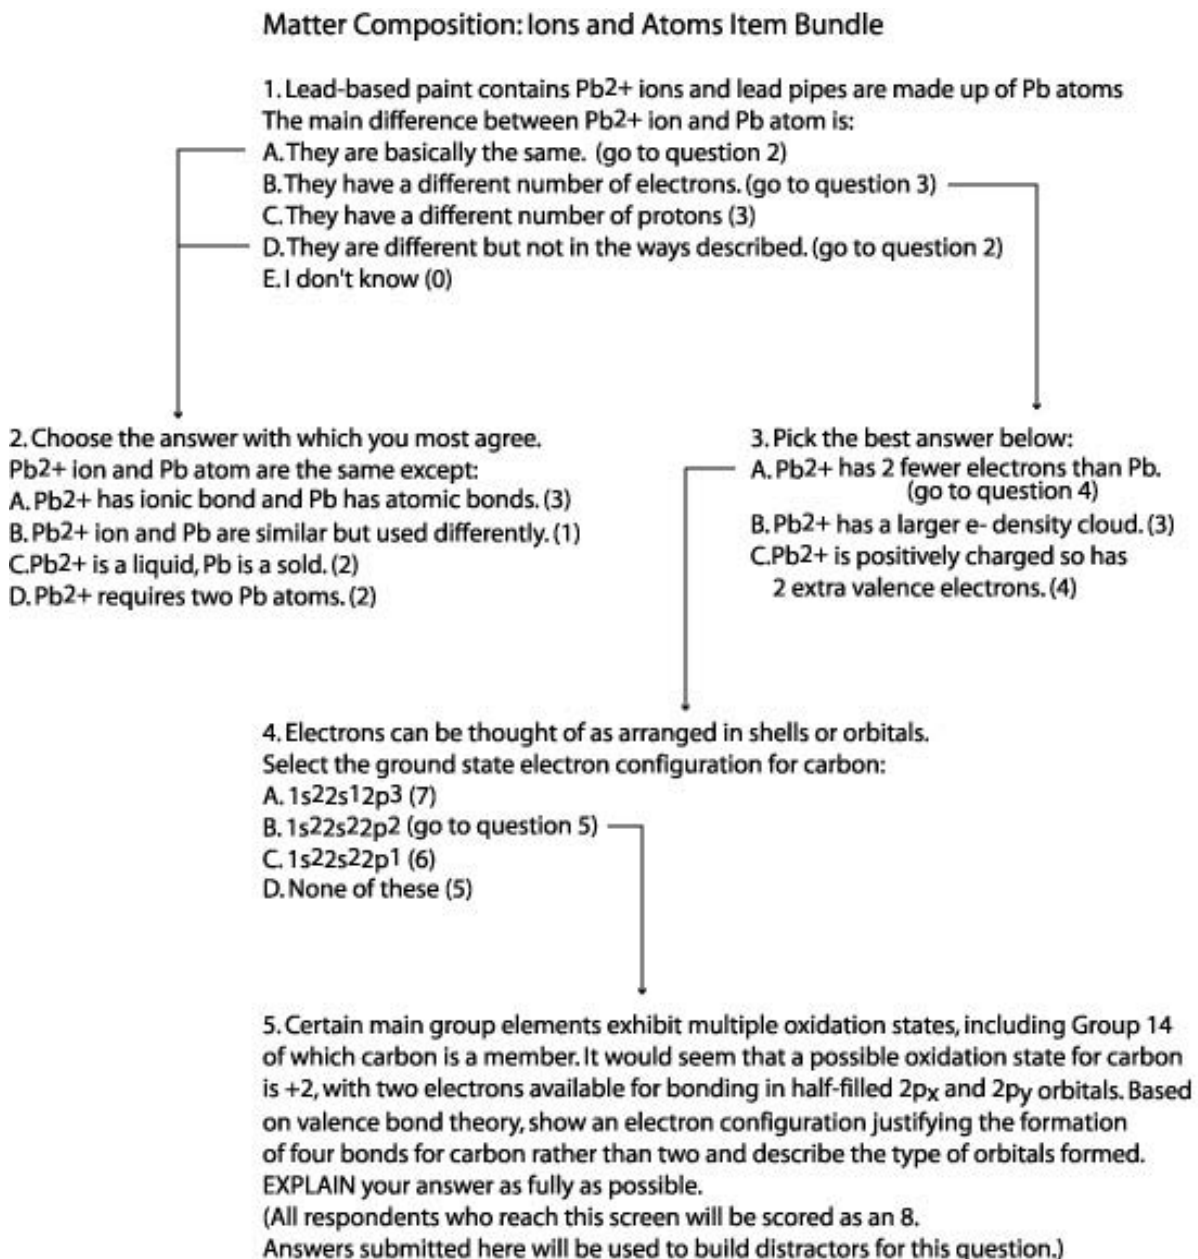 Matter Composition: Ions and Atoms Item Bundle
1. Lead-based paint contains Pb2+ ions and lead pipes are made up of Pb atoms
The main difference between Pb2+ ion and Pb atom is:
A. They are basically the same. (go to question 2)
B. They have a different number of electrons. (go to question 3)
C. They have a different number of protons (3)
D. They are different but not in the ways described. (go to question 2)
E. I don't know (0)
2. Choose the answer with which you most agree.
Pb2+ ion and Pb atom are the same except:
A. Pb2+ has ionic bond and Pb has atomic bonds. (3)
B. Pb2+ ion and Pb are similar but used differently. (1)
C. Pb2+ is a liquid, Pb is a sold. (2)
D. Pb2+ requires two Pb atoms. (2)
3. Pick the best answer below:
A. Pb2+ has 2 fewer electrons than Pb.
(go to question 4)
B. Pb2+ has a larger e- density cloud. (3)
C. Pb2+ is positively charged so has
2 extra valence electrons. (4)
4. Electrons can be thought of as arranged in shells or orbitals.
Select the ground state electron configuration for carbon:
A. 1s22s12p3 (7)
B. 1s22s22p2 (go to question 5)
C. 1s22s22p1 (6)
D. None of these (5)
5. Certain main group elements exhibit multiple oxidation states, including Group 14
of which carbon is a member. It would seem that a possible oxidation state for carbon
is +2, with two electrons available for bonding in half-filled 2px and 2py orbitals. Based
on valence bond theory, show an electron configuration justifying the formation
of four bonds for carbon rather than two and describe the type of orbitals formed.
EXPLAIN your answer as fully as possible.
(All respondents who reach this screen will be scored as an 8.
Answers submitted here will be used to build distractors for this question.)